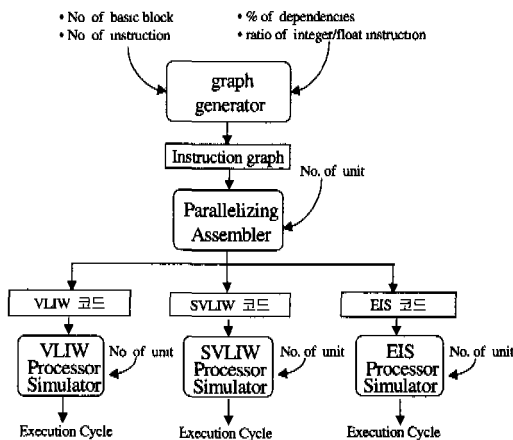 • No of basic block
• No of instruction
• % of dependencies
• ratio of integer/float instruction
graph
generator
Instruction graph
No. of unit
Parallelizing
Assembler
VLIW 코드
SVLIW 코드
EIS 코드
VLIW
Processor
Simulator
No of unit
SVLIW
Processor
Simulator
No. of unit
EIS
Processor
Simulator
No. of unit
Execution Cycle
Execution Cycle
Execution Cycle